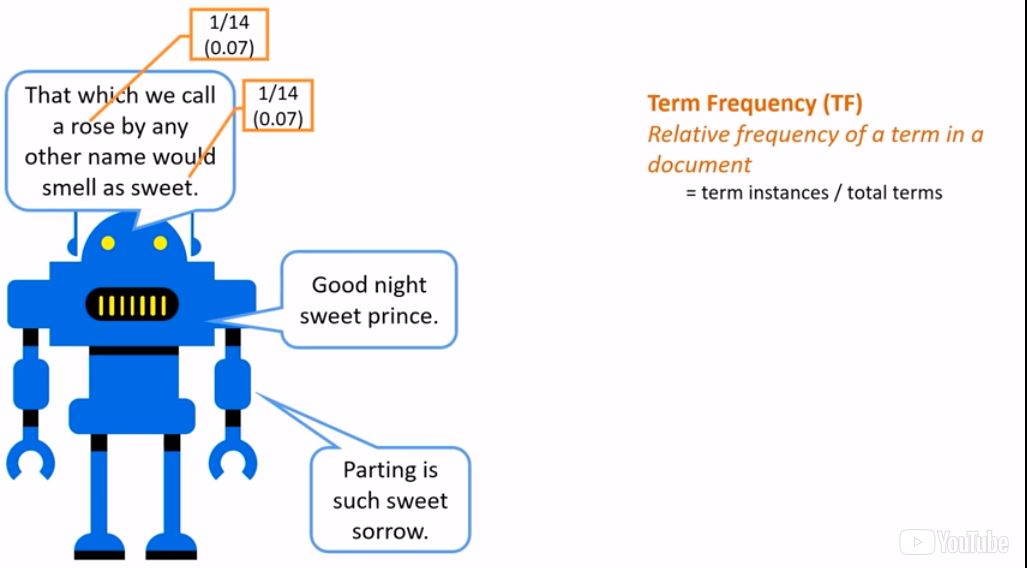 1/14
(0.07)
That which we call
a rose by any
other name would
smell as sweet.
1/14
(0.07)
Term Frequency (TF)
Relative frequency of a term in a
document
= term instances / total terms
Good night
sweet prince.
Parting is
such sweet
sorrow.
YouTube